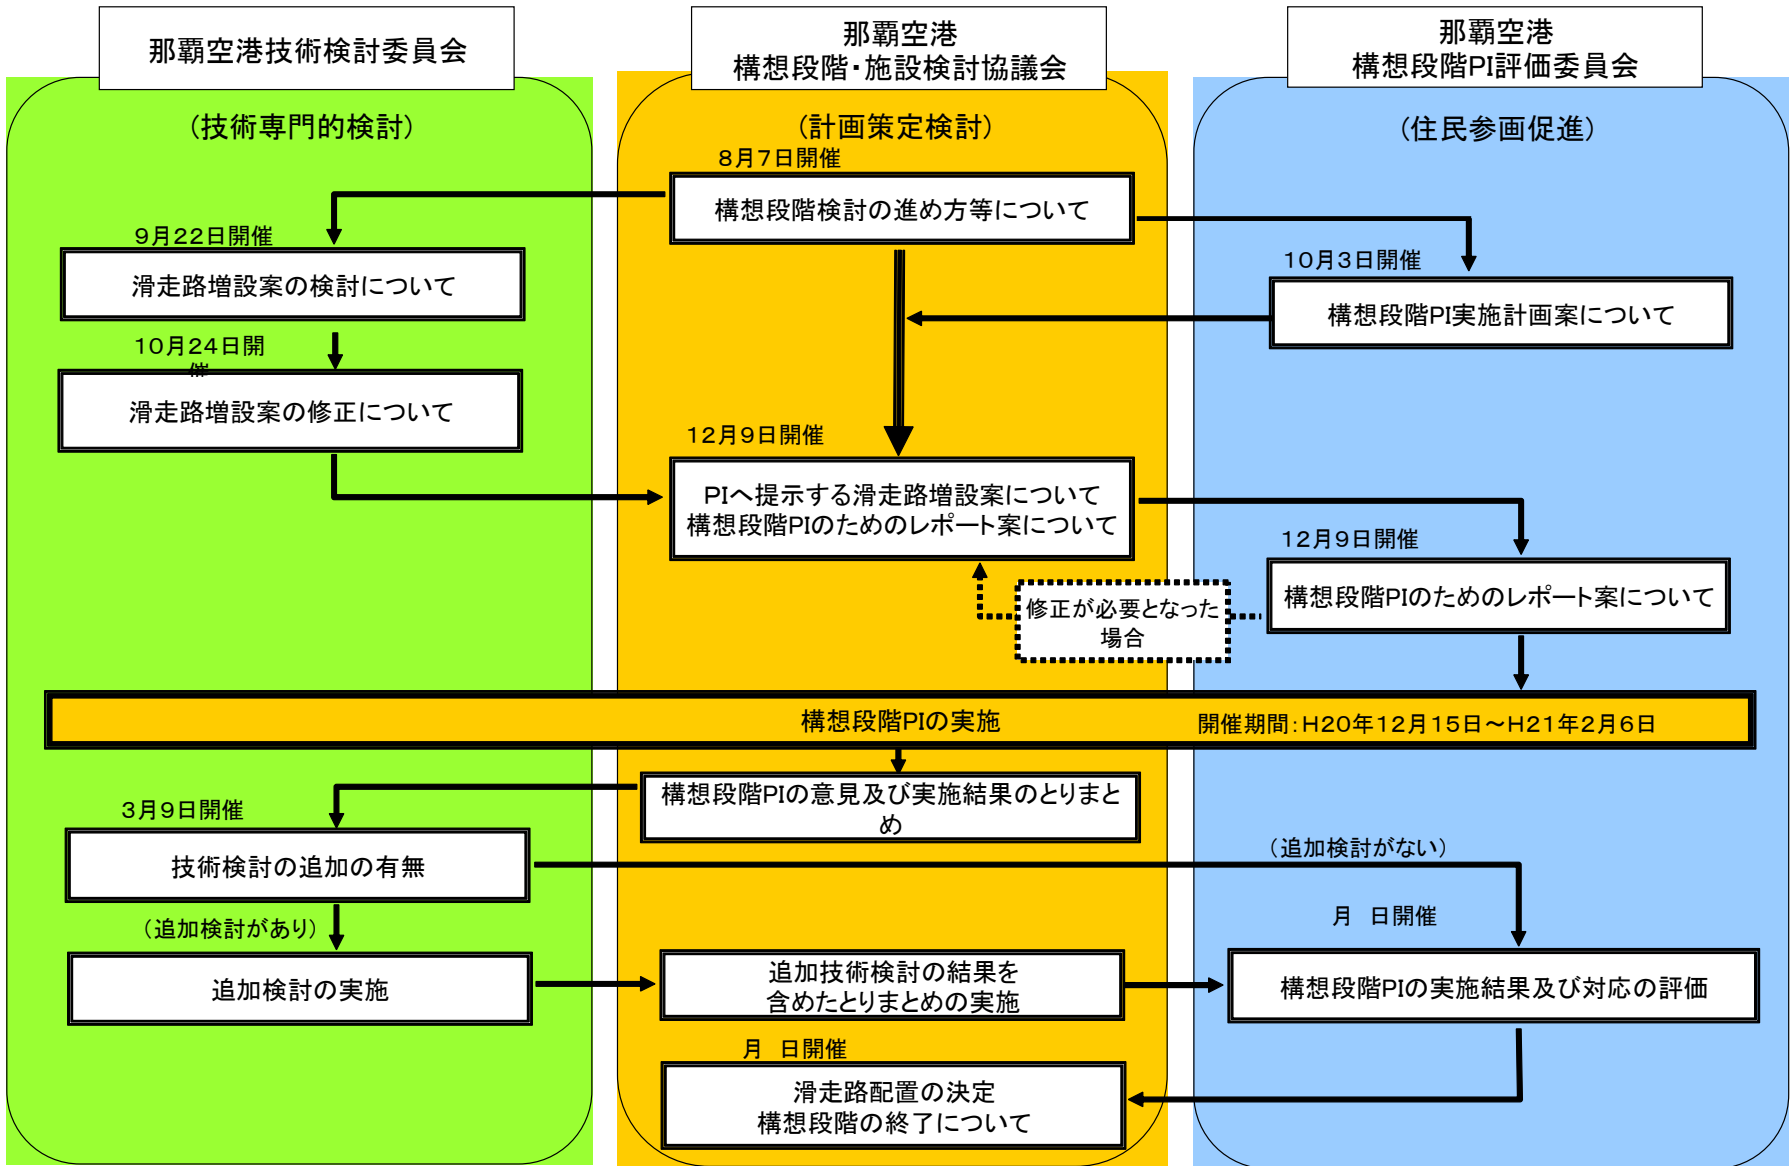 那覇空港技術検討委員会
那覇空港
構想段階・施設検討協議会
那覇空港
構想段階PI評価委員会
（技術専門的検討）
（計画策定検討）
（住民参画促進）
8月7日開催
構想段階検討の進め方等について
9月22日開催
滑走路増設案の検討について
10月3日開催
構想段階PI実施計画案について
10月24日開
催
滑走路増設案の修正について
12月9日開催
PIへ提示する滑走路増設案について
構想段階PIのためのレポート案について
12月9日開催
構想段階PIのためのレポート案について
修正が必要となった
場合
構想段階PIの実施
開催期間：H20年12月15日～H21年2月6日
構想段階PIの意見及び実施結果のとりまと
め
3月9日開催
技術検討の追加の有無
（追加検討がない）
（追加検討があり）
追加検討の実施
追加技術検討の結果を
含めたとりまとめの実施
月　日開催
構想段階PIの実施結果及び対応の評価
月　日開催
滑走路配置の決定
構想段階の終了について